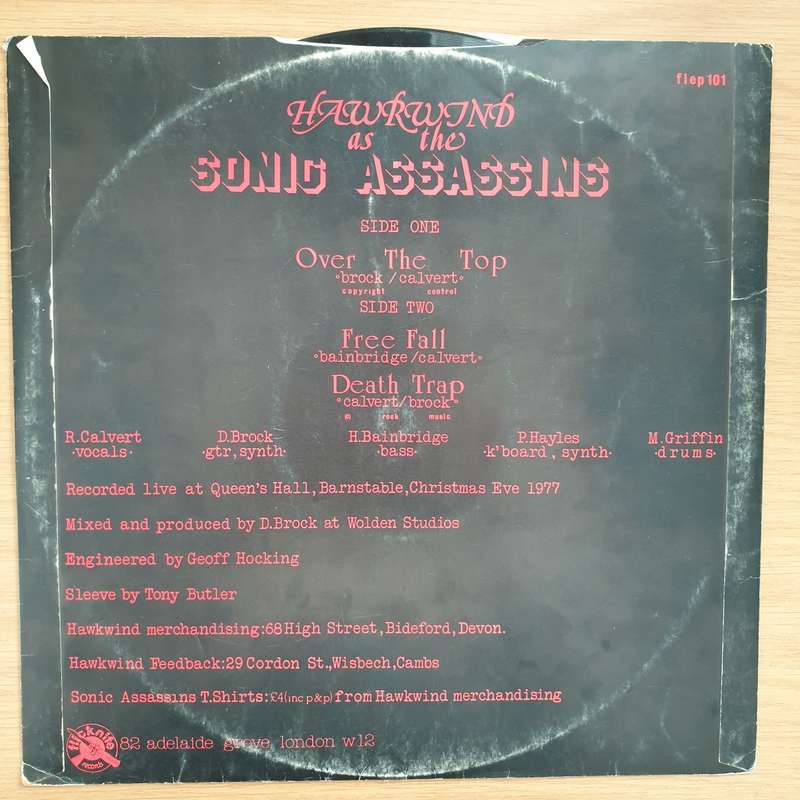 flep101
HAWKWIND
as the
SONIC ASSASSINS
SIDE ONE
Over The Top
°brock/calvert°
copyright control
SIDE TWO
Free Fall
°bainbridge/calvert°
Death Trap
°calvert/brock°
m rock music
R.Calvert D.Brock H.Bainbridge P.Hayles M.Griffin
·vocals· ·gtr,synth· ·bass· ·k'board, synth· ·drums·
Recorded live at Queen's Hall,Barnstable,Christmas Eve 1977
Mixed and produced by D.Brock at Wolden Studios
Engineered by Geoff Hocking
Sleeve by Tony Butler
Hawkwind merchandising:68 High Street,Bideford,Devon.
Hawkwind Feedback:29 Cordon St.,Wisbech,Cambs
Sonic Assassins T.Shirts:£4(inc p&p)from Hawkwind merchandising
flicknife records
82 adelaide grove london w12